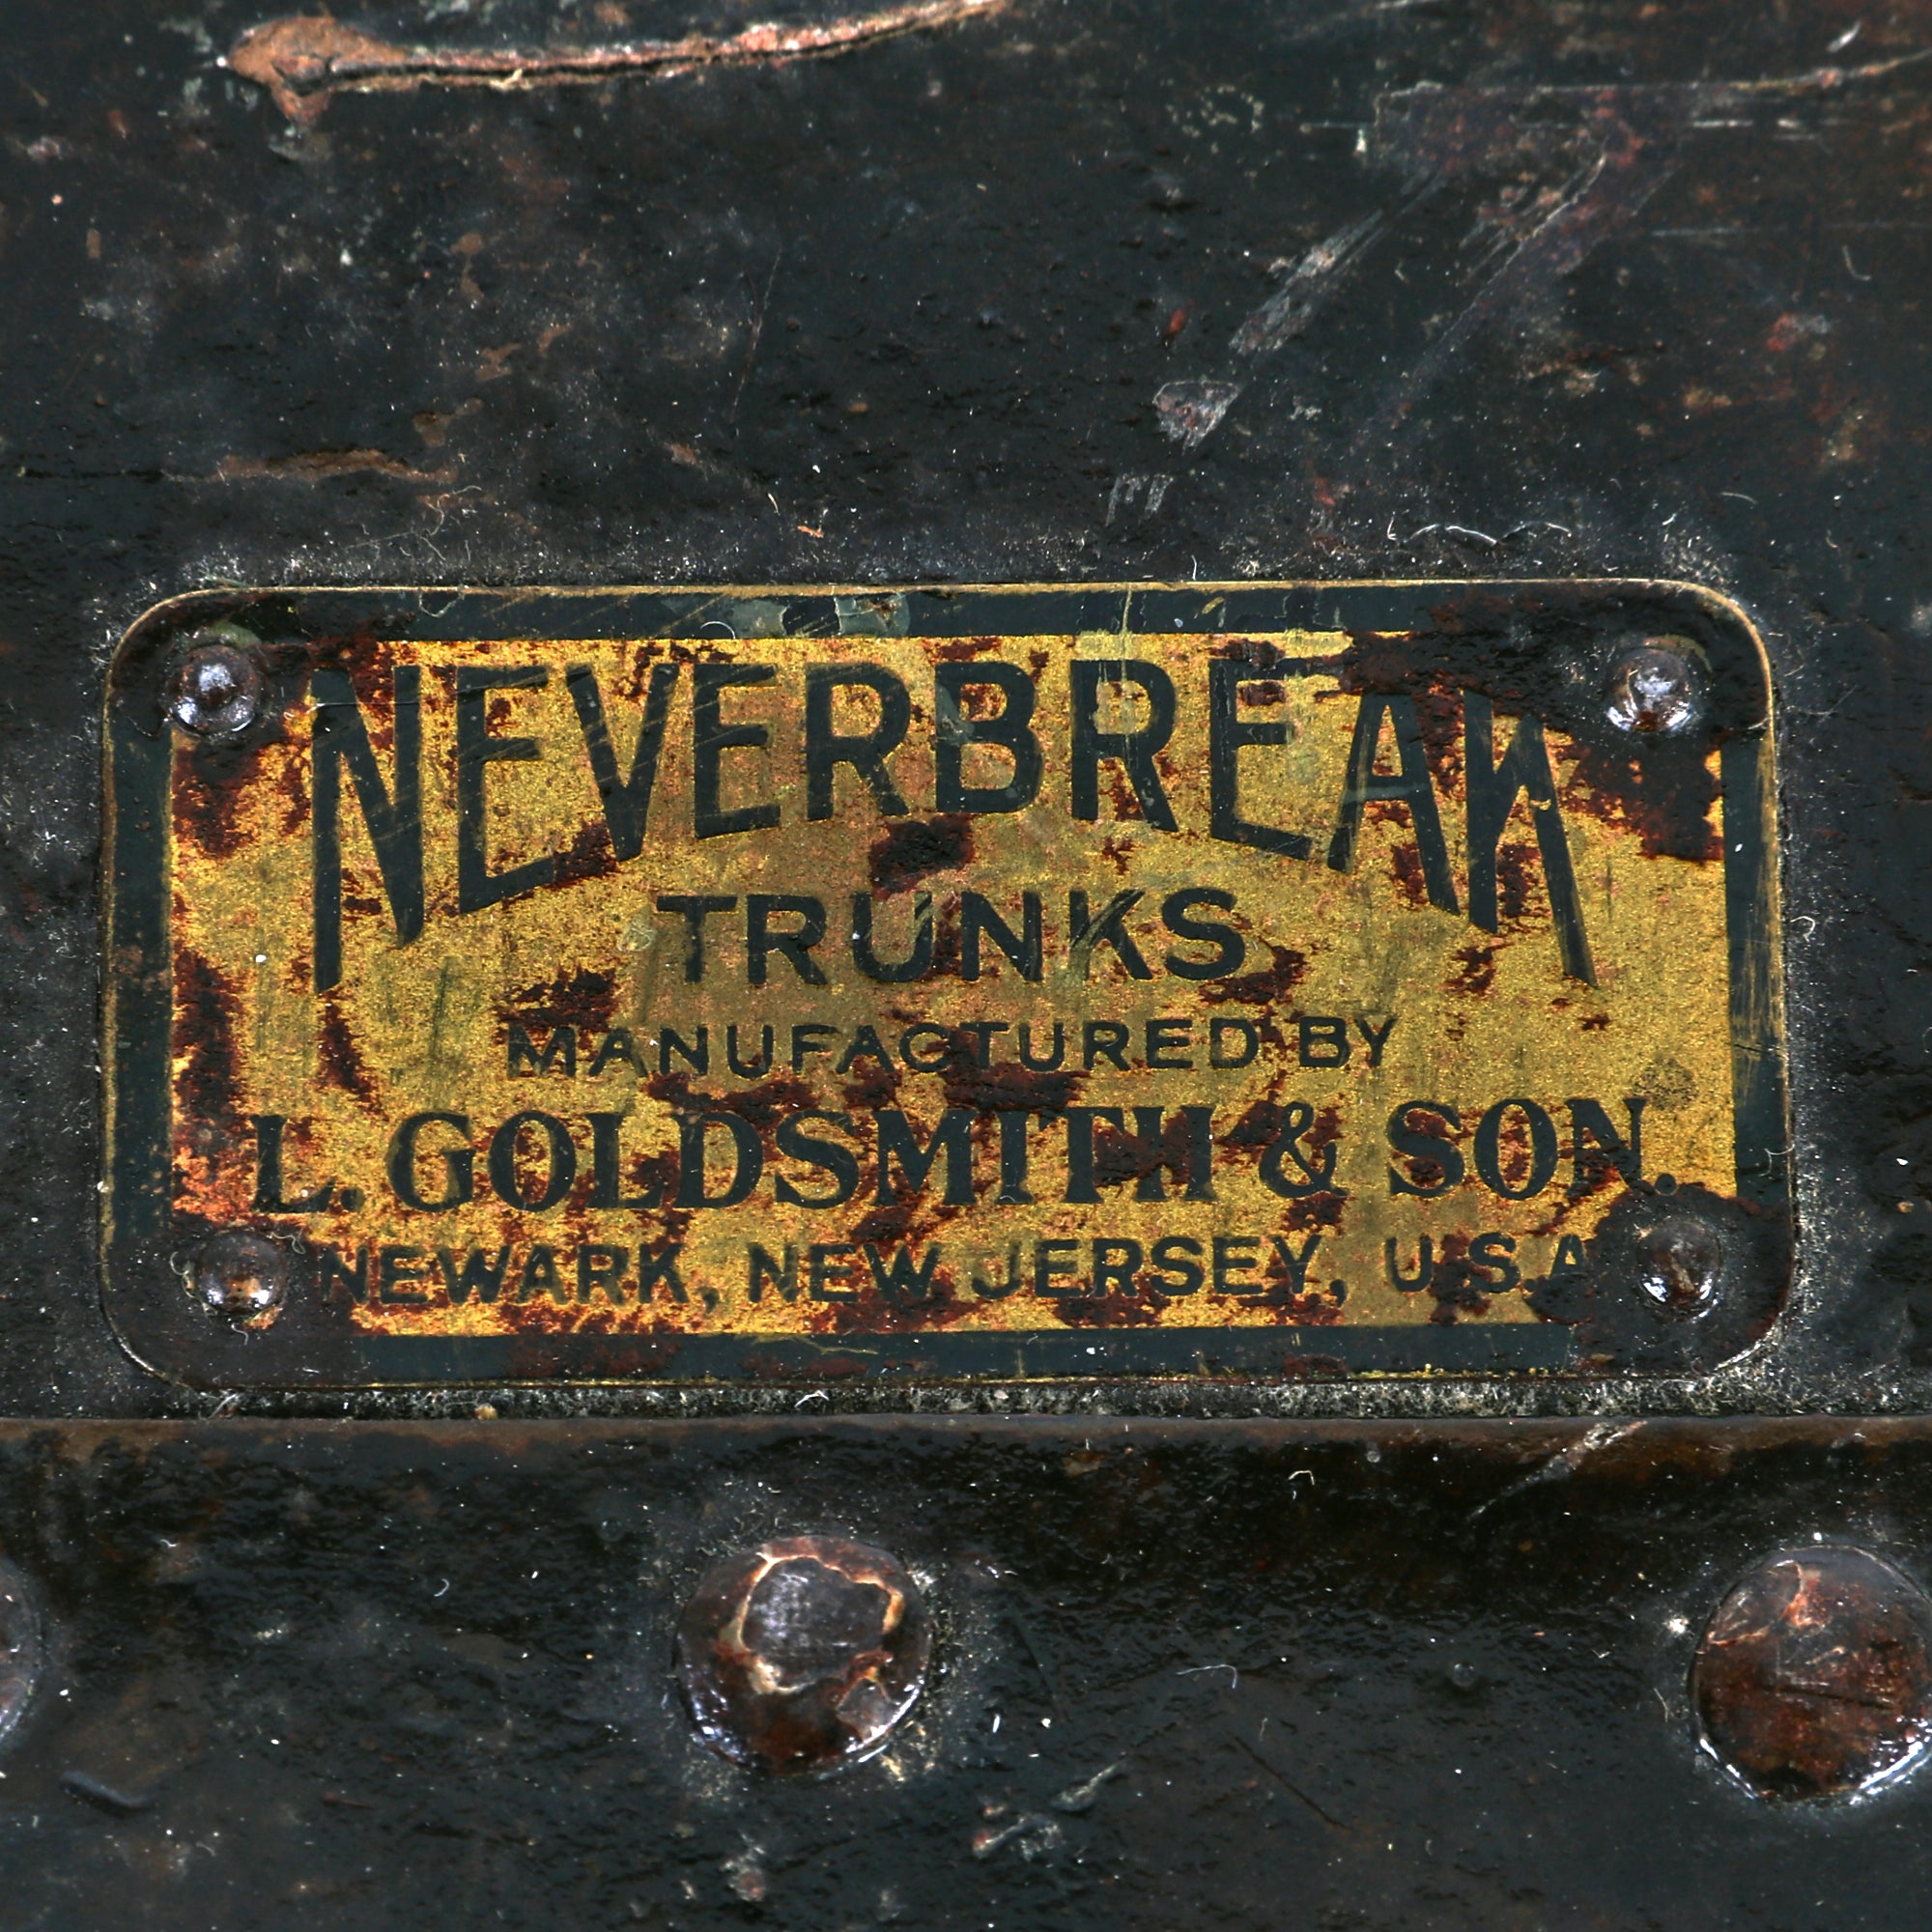 NEVERBREAK
TRUNKS
MANUFACTURED BY
L. GOLDSMITH & SON.
NEWARK, NEW JERSEY, U.S.A